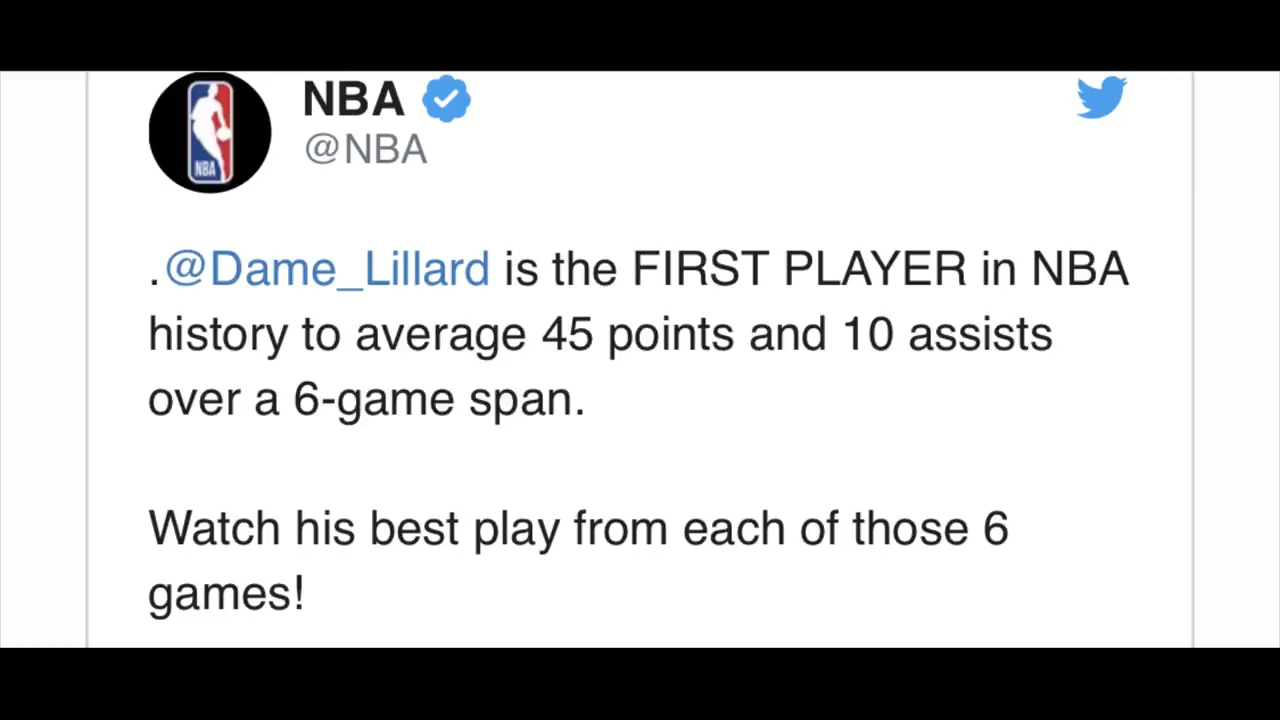 NBA
@NBA
NBA
.@Dame_Lillard is the FIRST PLAYER in NBA
history to average 45 points and 10 assists
over a 6-game span.
Watch his best play from each of those 6
games!